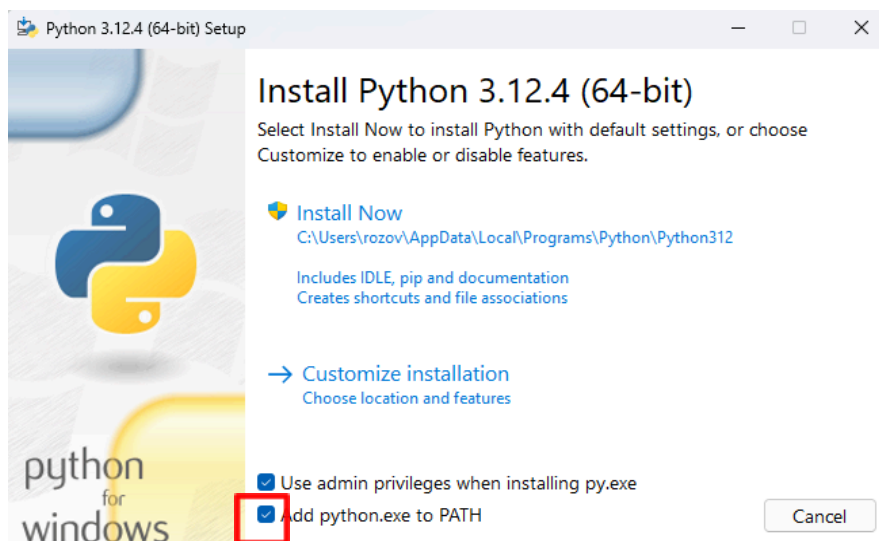 Python 3.12.4 (64-bit) Setup
Install Python 3.12.4 (64-bit)
Select Install Now to install Python with default settings, or choose
Customize to enable or disable features.
Install Now
C:\Users\rozov\AppData\Local\Programs\Python\Python312
Includes IDLE, pip and documentation
Creates shortcuts and file associations
Customize installation
Choose location and features
python
for
windows
Use admin privileges when installing py.exe
Add python.exe to PATH
Cancel